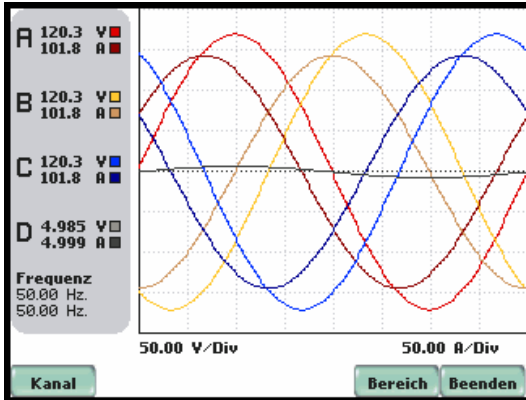 A 120.3 V
101.8 A
B 120.3 V
101.8 A
C 120.3 V
101.8 A
D 4.985 V
4.999 A
Frequenz
50.00 Hz.
50.00 Hz.
50.00 V/Div 50.00 A/Div
Kanal Bereich Beenden